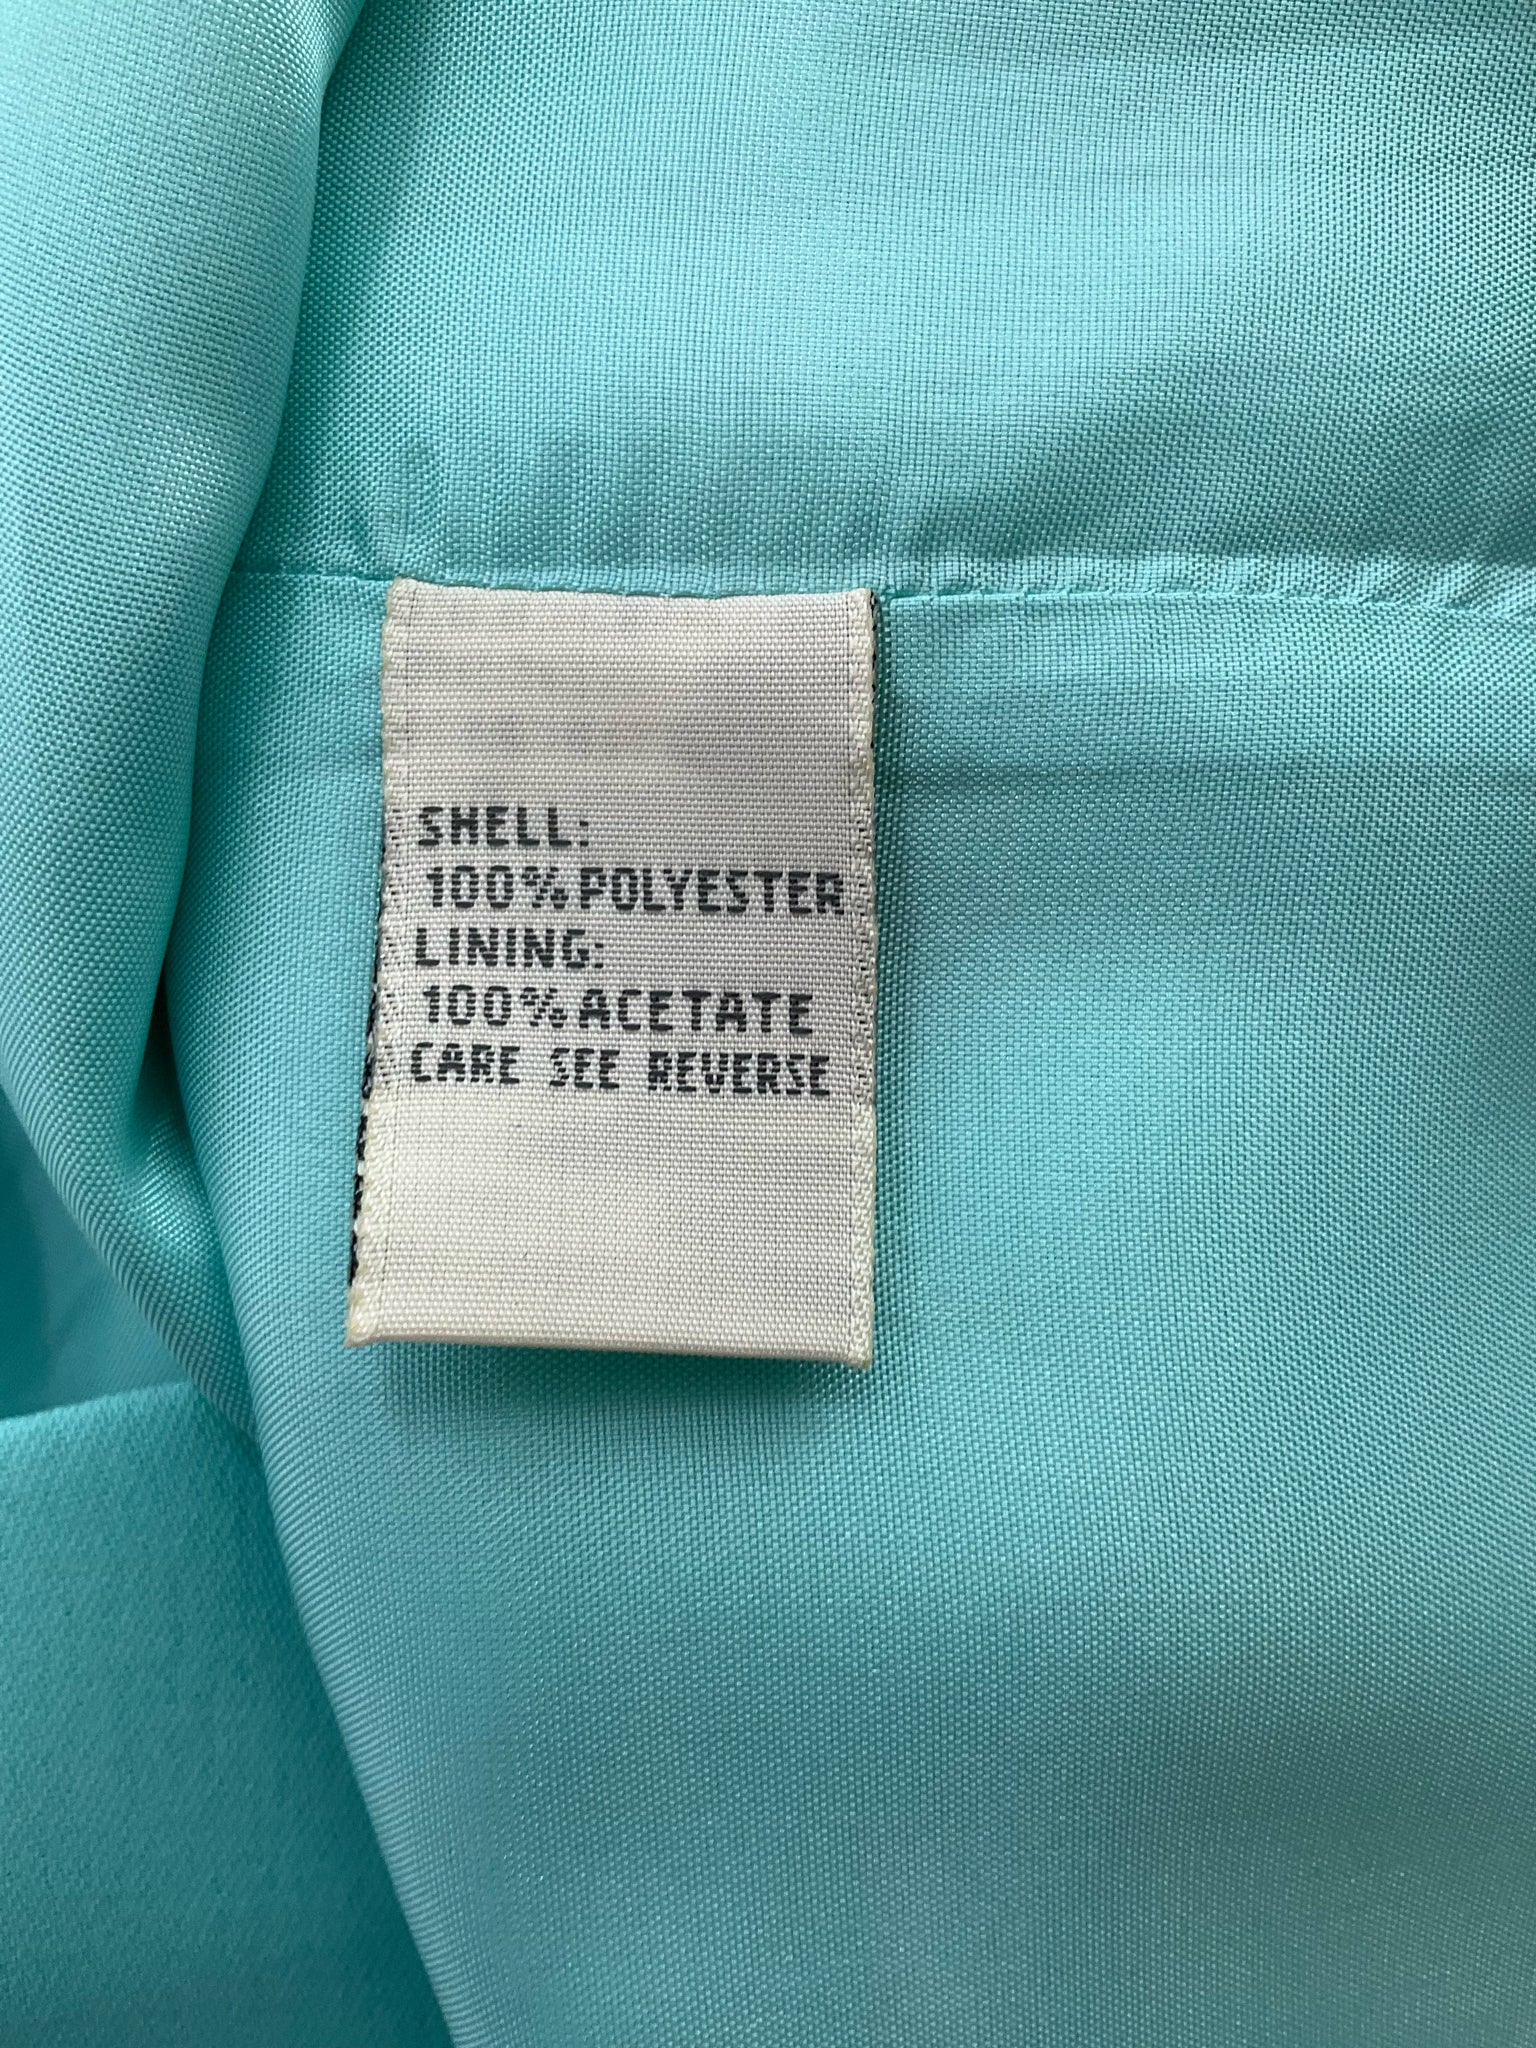 SHELL:
100% POLYESTER
LINING:
100% ACETATE
CARE SEE REVERSE